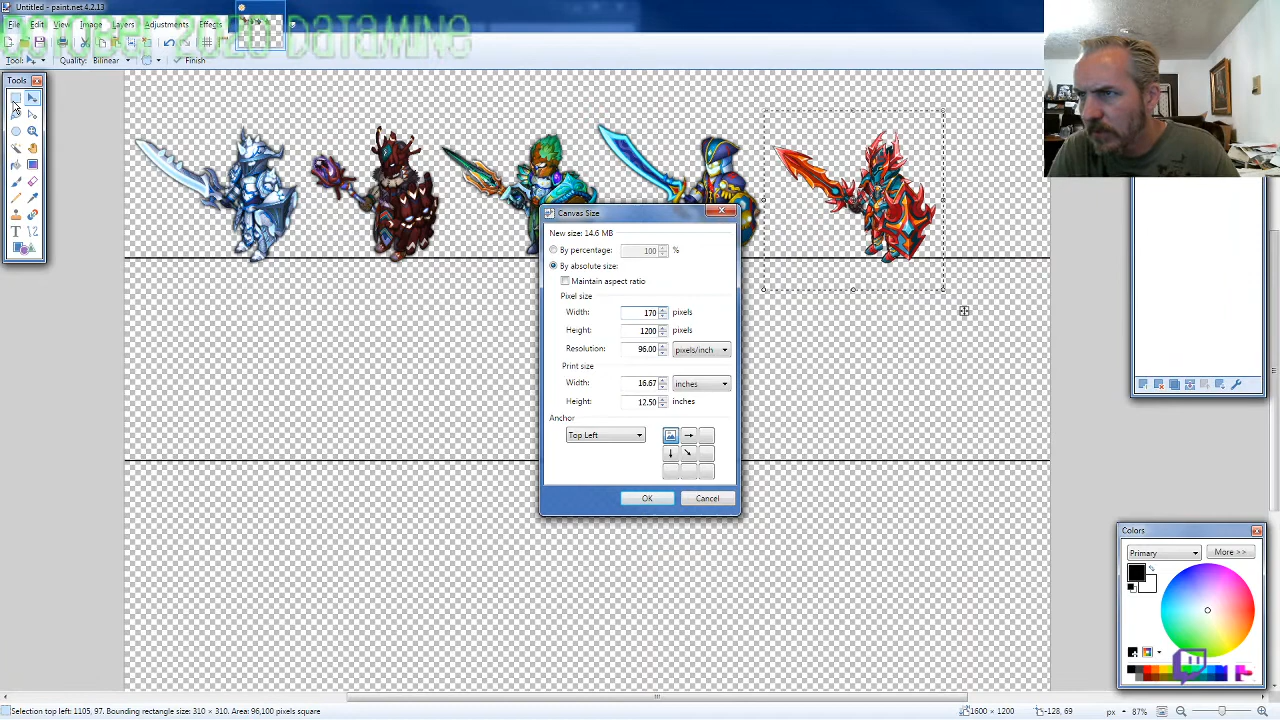 Untitled - paint.net 4.2.13
File Edit View Image Layers Adjustments Effects
2020 DATAMINE
Tool: Quality: Bilinear Finish
Tools
Canvas Size
New size: 14.6 MB
By percentage: 100 %
By absolute size:
Maintain aspect ratio
Pixel size
Width: 170 pixels
Height: 1200 pixels
Resolution: 96.00 pixels/inch
Print size
Width: 16.67 inches
Height: 12.50 inches
Anchor
Top Left
OK Cancel
Colors
Primary More >>
Selection top left: 1105, 97. Bounding rectangle size: 310 × 310. Area: 96,100 pixels square
1600 × 1200 -128, 69 px 87%